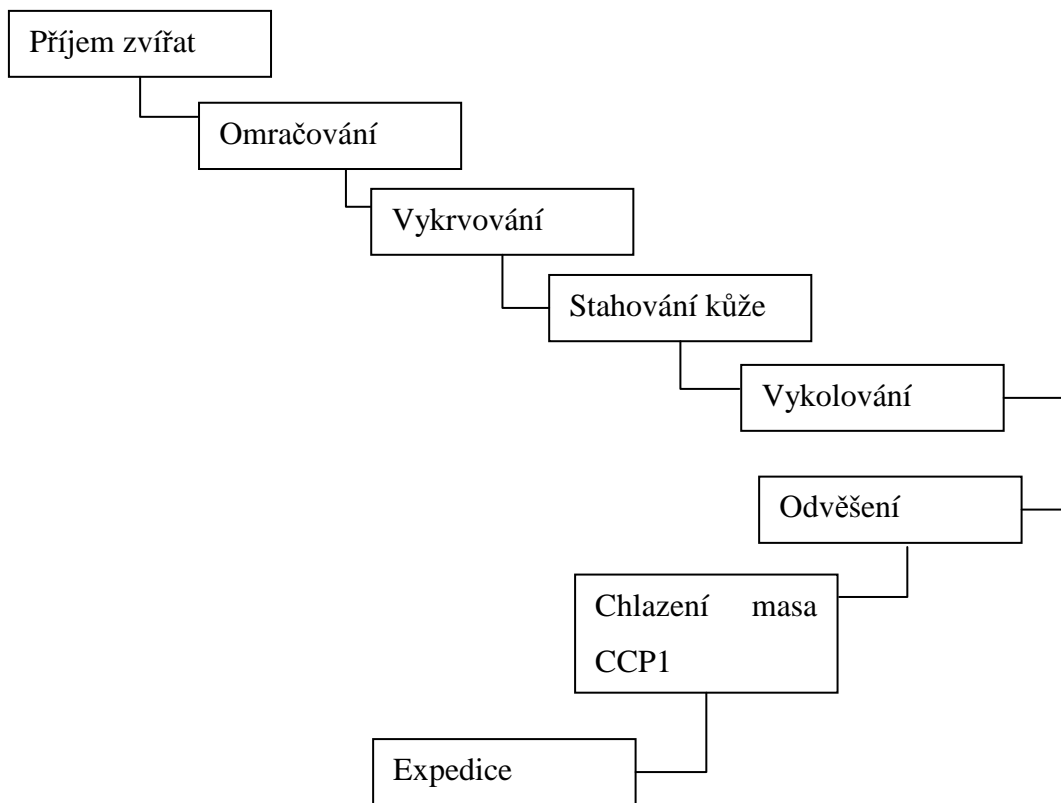 Příjem zvířat
Omračování
Vykrvování
Stahování kůže
Vykolování
Odvěšení
Chlazení masa
CCP1
Expedice